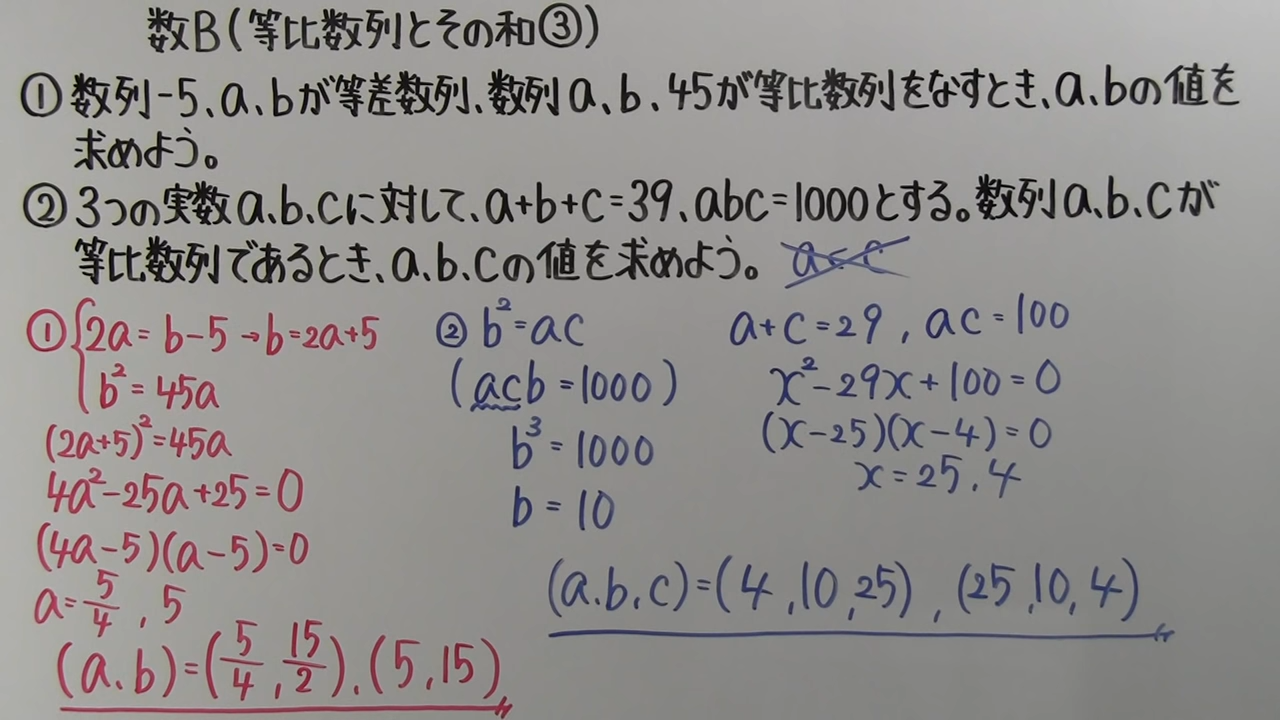 数B(等比数列とその和③)
①数列-5、a、bが等差数列、数列a、b、45が等比数列をなすとき、a、bの値を
求めよう。
②3つの実数a、b、cに対して、a+b+c=39、abc=1000とする。数列a、b、cが
等比数列であるとき、a、b、cの値を求めよう。 a<c
① 2a=b-5→b=2a+5
b²=45a
(2a+5)²=45a
4a²-25a+25=0
(4a-5)(a-5)=0
a=5/4, 5
(a.b)=(5/4, 15/2), (5,15)
② b²=ac
(acb=1000)
b³=1000
b=10
a+c=29, ac=100
x²-29x+100=0
(x-25)(x-4)=0
x=25.4
(a.b.c)=(4,10,25), (25,10,4)